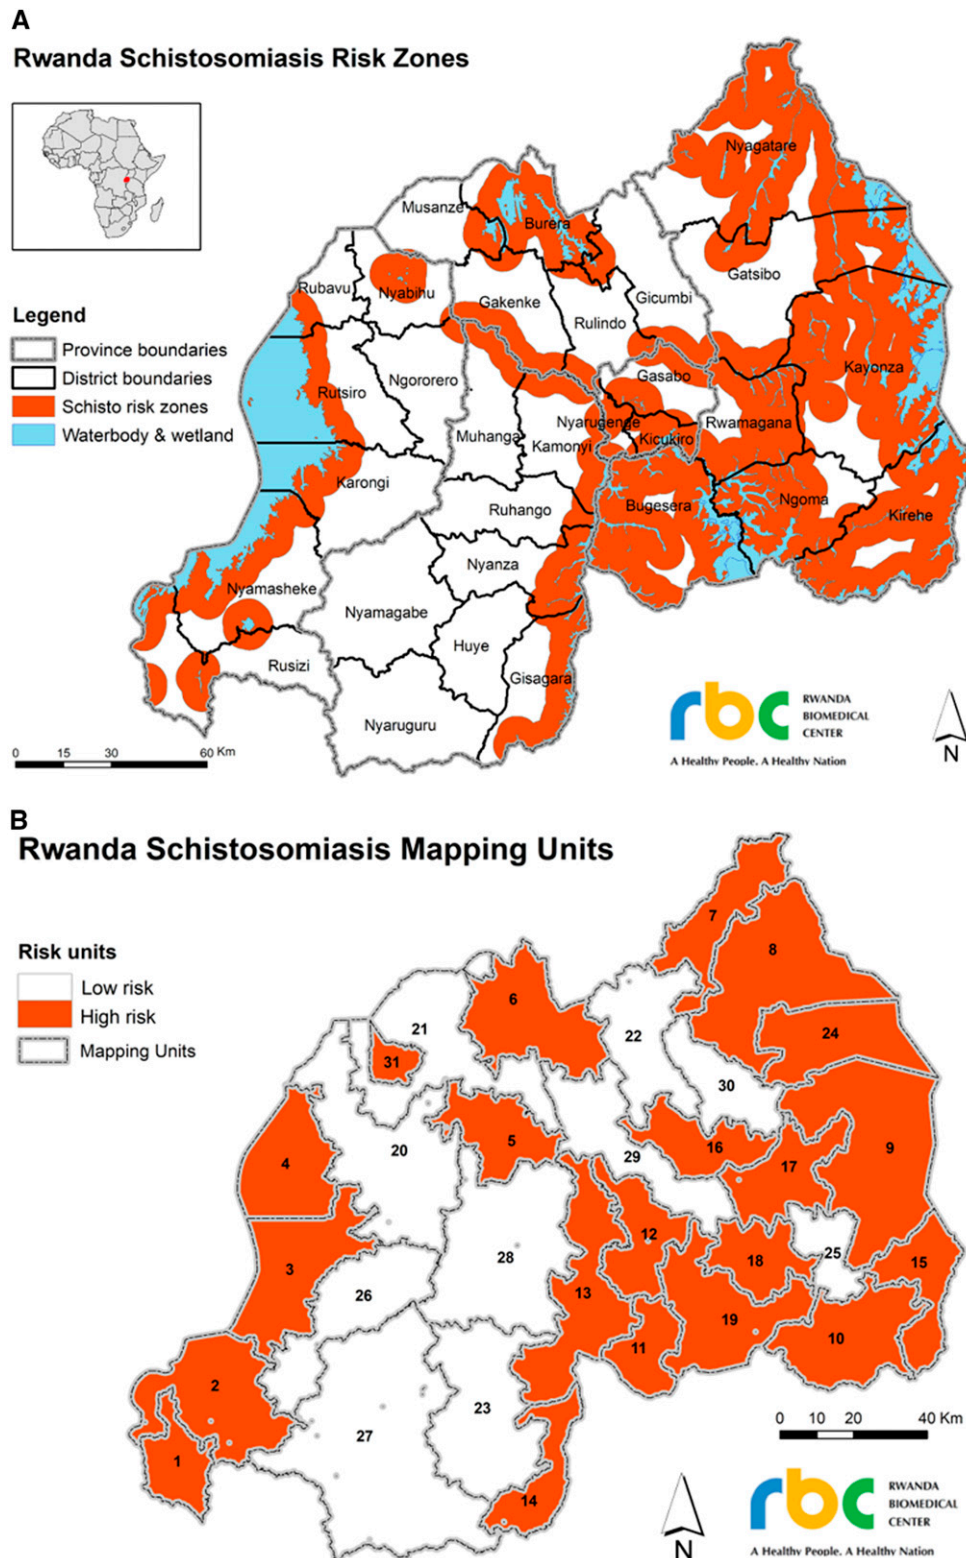 A
Rwanda Schistosomiasis Risk Zones
Legend
Province boundaries
District boundaries
Schisto risk zones
Waterbody & wetland
Nyagatare
Musanze
Burera
Gatsibo
Rubavu
Nyabihu
Gakenke
Gicumbi
Rulindo
Kayonza
Gasabo
Rutsiro
Ngororero
Nyarugenge
Rwamagana
Muhanga
Kamonyi
Kicukiro
Karongi
Ruhango
Bugesera
Ngoma
Kirehe
Nyanza
Nyamasheke
Nyamagabe
Huye
Rusizi
Gisagara
Nyaruguru
0 15 30 60 Km
rbc
RWANDA
BIOMEDICAL
CENTER
A Healthy People, A Healthy Nation
N
B
Rwanda Schistosomiasis Mapping Units
Risk units
Low risk
High risk
Mapping Units
7
8
6
21
22
24
31
30
5
16
9
20
29
17
4
12
28
25
18
15
3
26
13
19
11
10
2
23
27
1
14
0 10 20 40 Km
rbc
RWANDA
BIOMEDICAL
CENTER
A Healthy People, A Healthy Nation
N